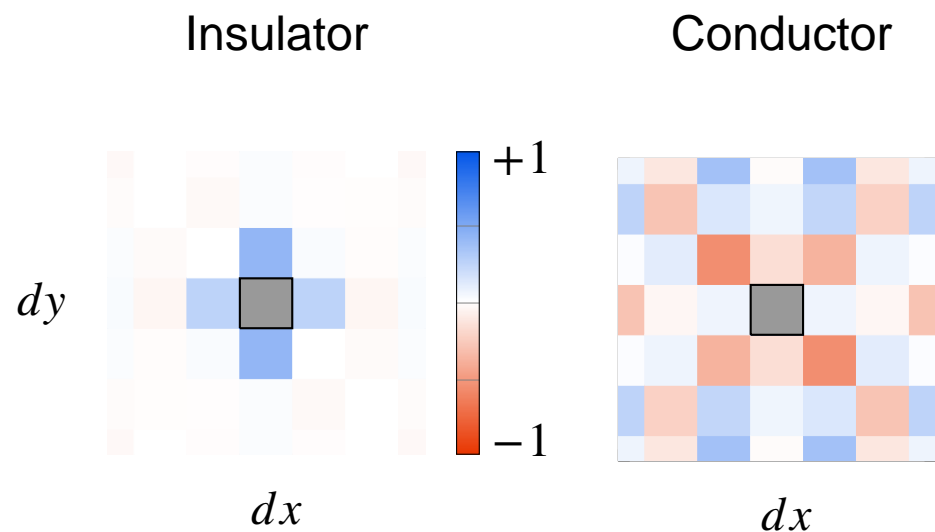 Insulator
Conductor
+1
dy
−1
dx
dx